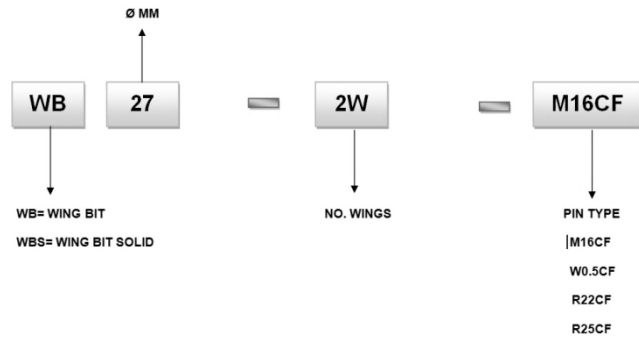 Ø MM
WB 27 2W M16CF
WB= WING BIT NO. WINGS PIN TYPE
WBS= WING BIT SOLID M16CF
W0.5CF
R22CF
R25CF